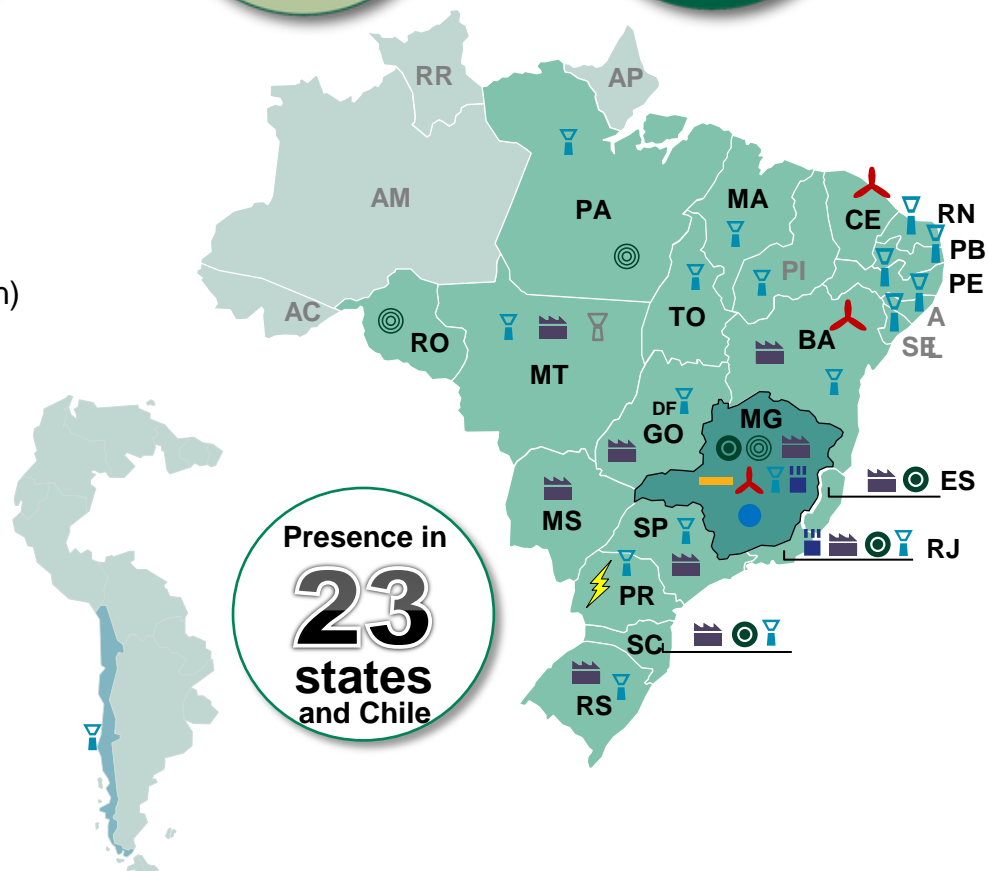 RR
AP
AM
PA
MA
CE
RN
PB
PI
PE
AC
A
TO
RO
BA
SE
L
MT
DF
MG
GO
ES
MS
SP
Presence in
RJ
PR
23
SC
states
and Chile
RS
n)